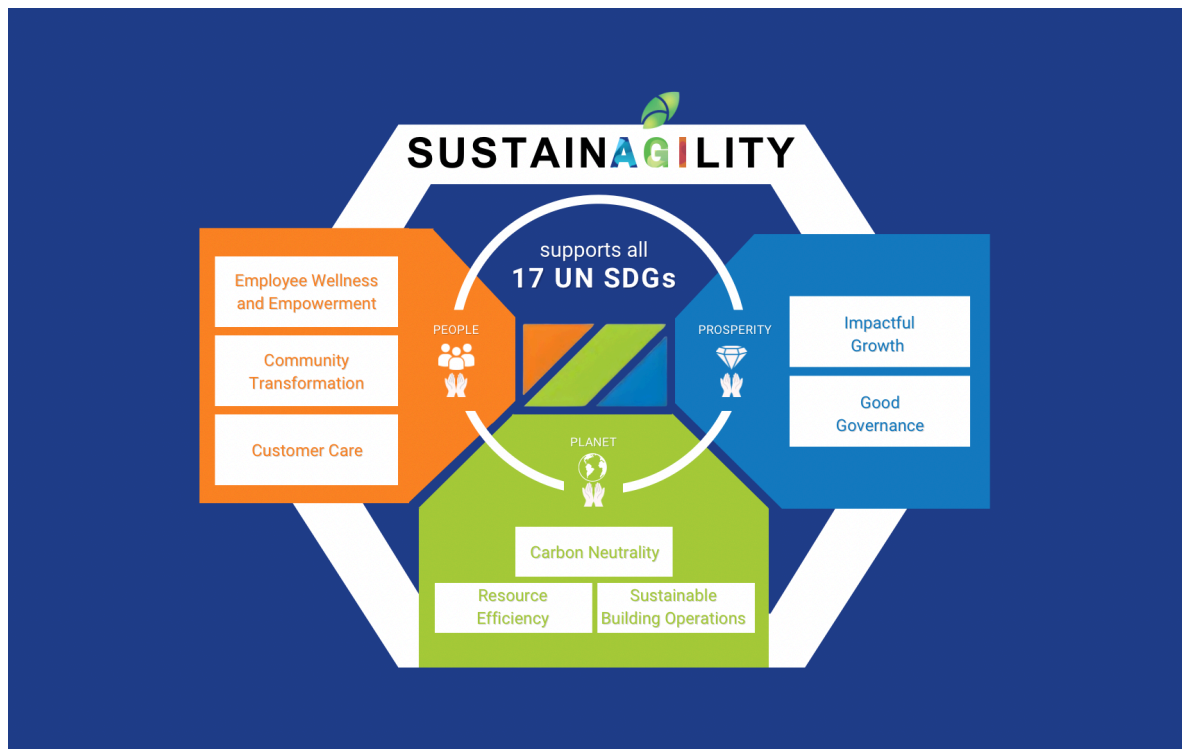 SUSTAINAGILITY
supports all
17 UN SDGs
PEOPLE
Employee Wellness
and Empowerment
Community
Transformation
Customer Care
PROSPERITY
Impactful
Growth
Good
Governance
PLANET
Carbon Neutrality
Resource
Efficiency
Sustainable
Building Operations